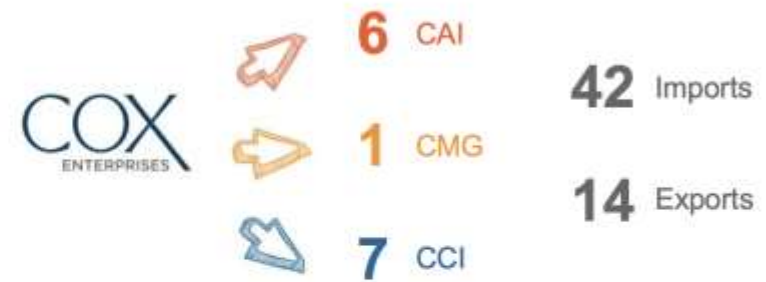 COX
ENTERPRISES
6 CAI
1 CMG
7 CCI
42 Imports
14 Exports